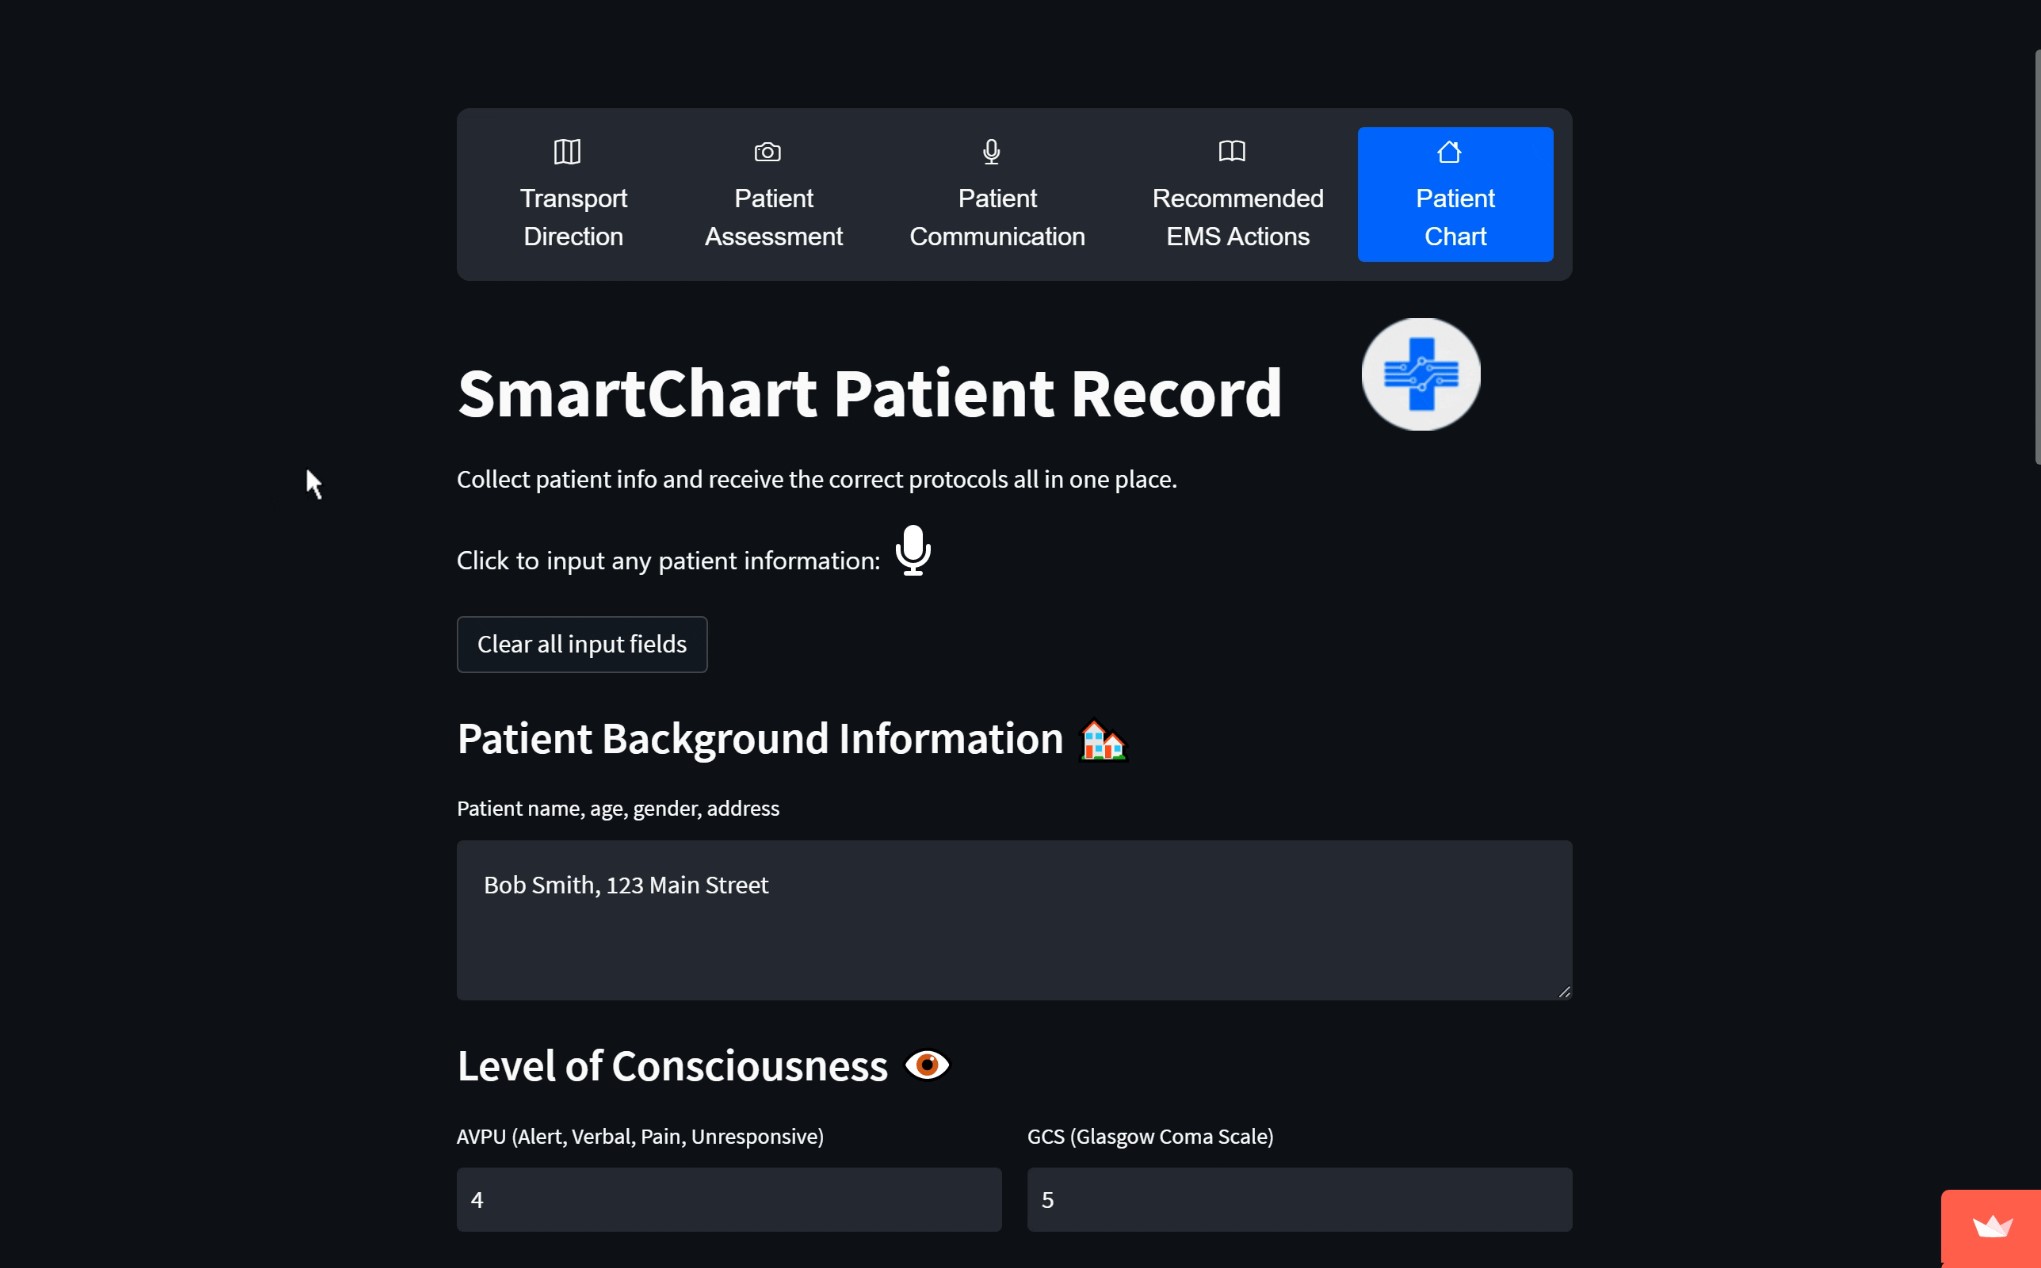 Transport
Direction
Patient
Assessment
Patient
Communication
Recommended
EMS Actions
Patient
Chart
SmartChart Patient Record
Collect patient info and receive the correct protocols all in one place.
Click to input any patient information:
Clear all input fields
Patient Background Information
Patient name, age, gender, address
Bob Smith, 123 Main Street
Level of Consciousness
AVPU (Alert, Verbal, Pain, Unresponsive)
GCS (Glasgow Coma Scale)
4
5